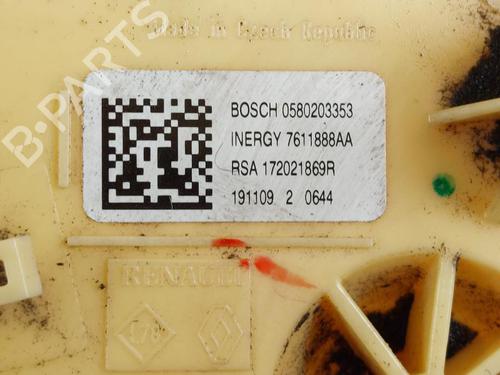 Made in Czech Republic
B-PARTS
BOSCH 0580203353
INERGY 7611888AA
RSA 172021869R
191109 2 0644
RENAULT